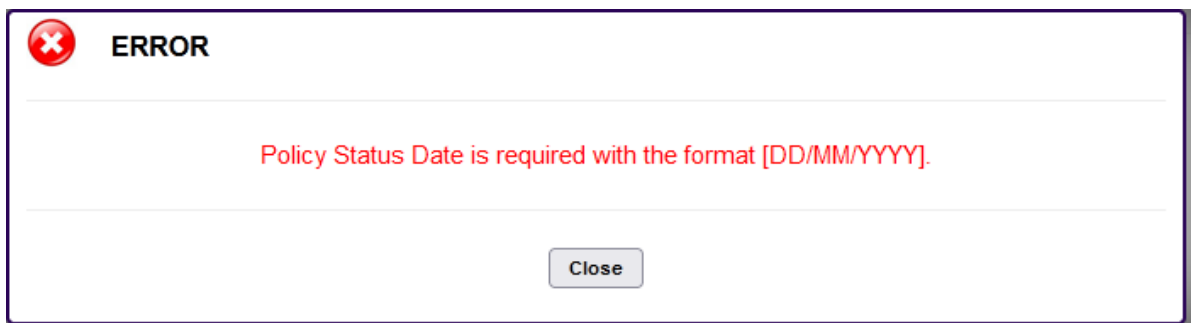 ERROR
Policy Status Date is required with the format [DD/MM/YYYY].
Close